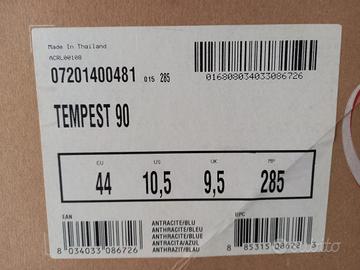 Made In Thailand
ACRL00108
07201400481 015 285
016808034033086726
TEMPEST 90
EU US UK MP
44 10,5 9,5 285
EAN
8 034033 086726
ANTRACITE/BLU
ANTHRACITE/BLEU
ANTHRACITE/BLUE
ANTRACITA/AZUL
ANTHRAZIT/BLAU
UPC